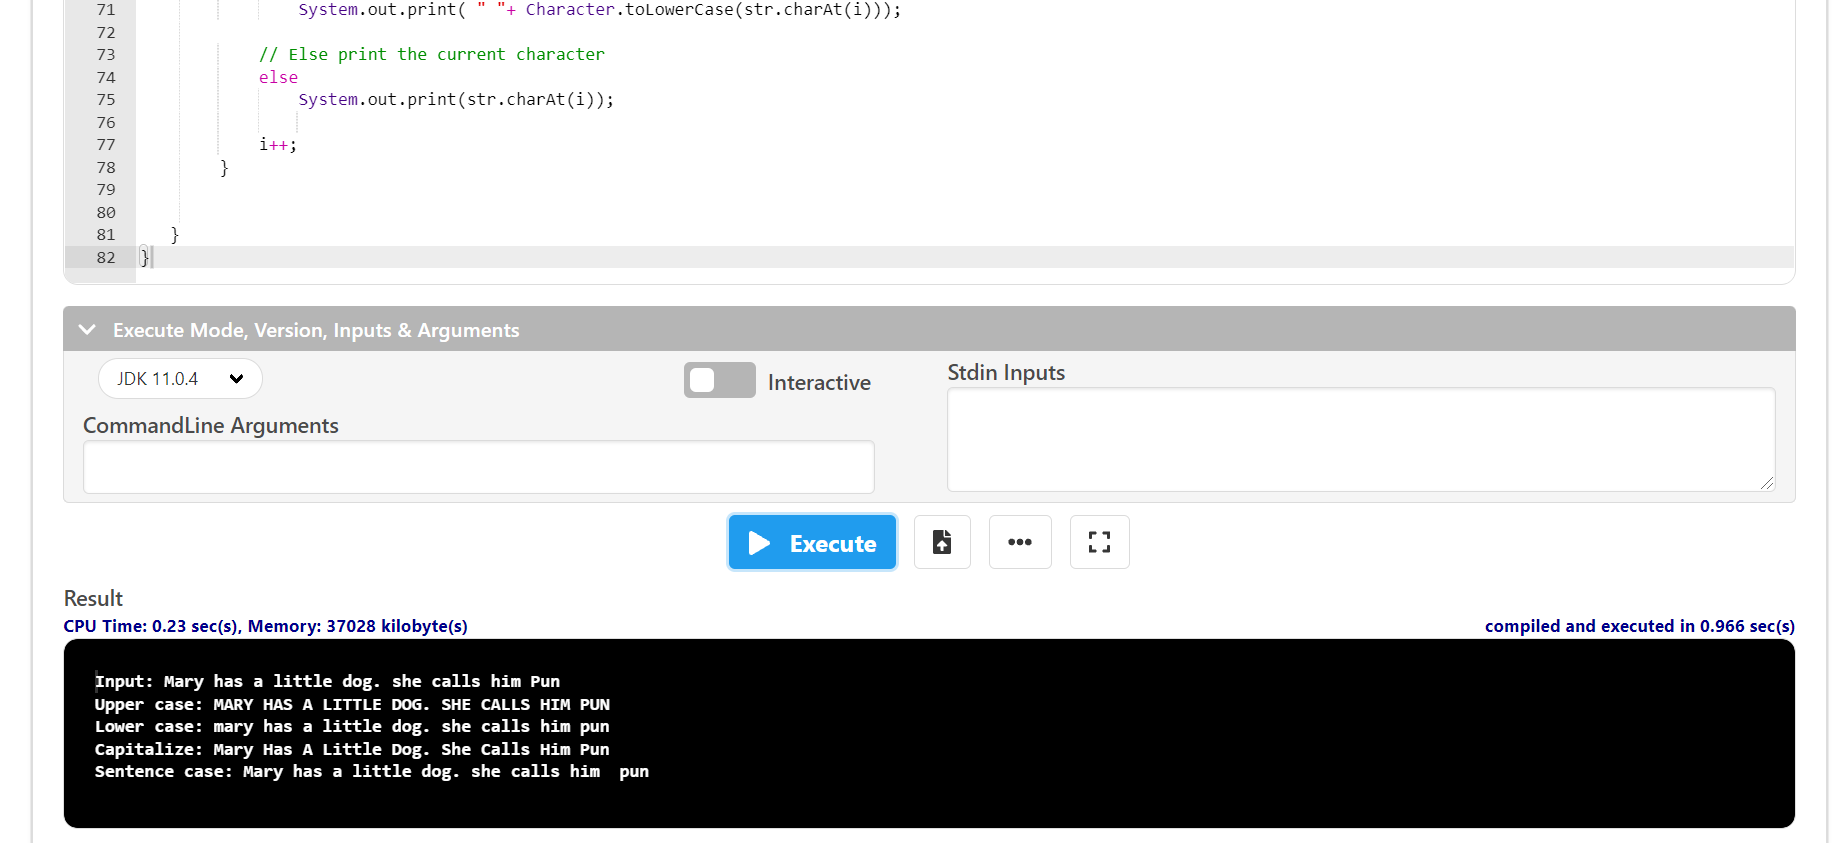 71 System.out.print( " "+ Character.toLowerCase(str.charAt(i)));
72
73 // Else print the current character
74 else
75 System.out.print(str.charAt(i));
76
77 i++;
78 }
79
80
81 }
82 }
Execute Mode, Version, Inputs & Arguments
JDK 11.0.4
Interactive
Stdin Inputs
CommandLine Arguments
Execute
Result
CPU Time: 0.23 sec(s), Memory: 37028 kilobyte(s)
compiled and executed in 0.966 sec(s)
Input: Mary has a little dog. she calls him Pun
Upper case: MARY HAS A LITTLE DOG. SHE CALLS HIM PUN
Lower case: mary has a little dog. she calls him pun
Capitalize: Mary Has A Little Dog. She Calls Him Pun
Sentence case: Mary has a little dog. she calls him  pun